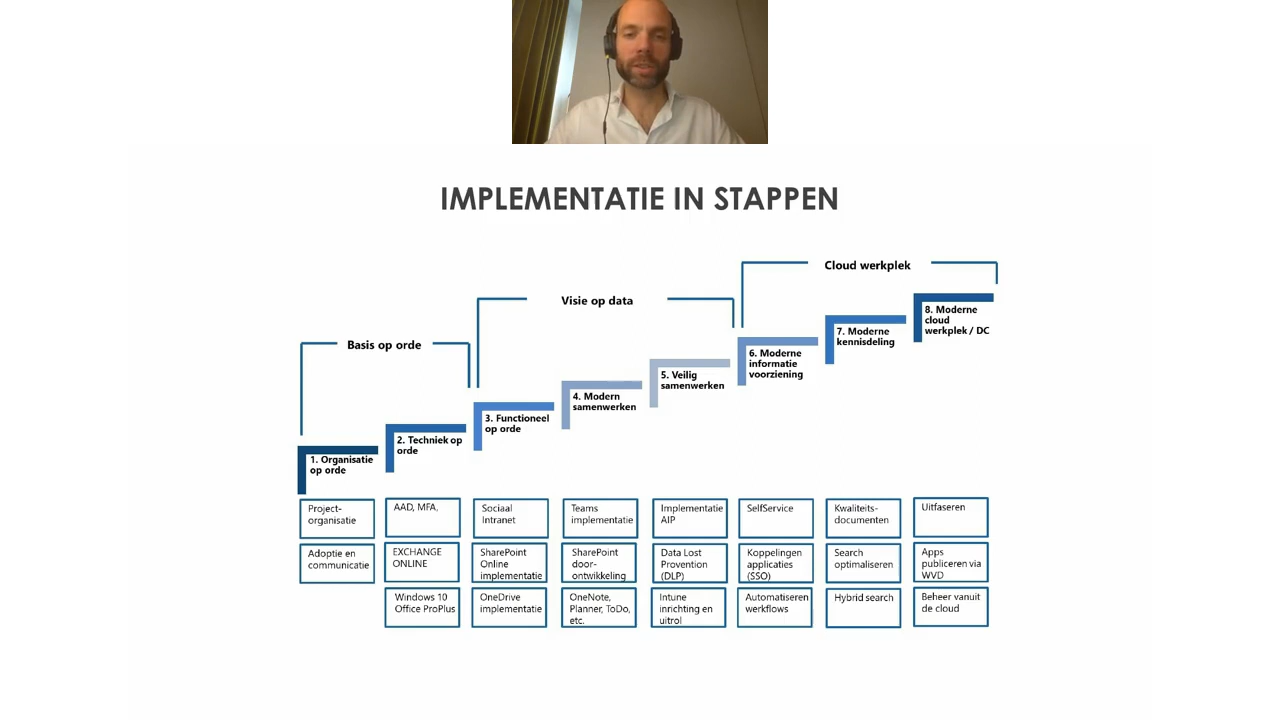 IMPLEMENTATIE IN STAPPEN
Cloud werkplek
Visie op data
Basis op orde
1. Organisatie
op orde
2. Techniek op
orde
3. Functioneel
op orde
4. Modern
samenwerken
5. Veilig
samenwerken
6. Moderne
informatie
voorziening
7. Moderne
kennisdeling
8. Moderne
cloud
werkplek / DC
Project-
organisatie
Adoptie en
communicatie
AAD, MFA,
EXCHANGE
ONLINE
Windows 10
Office ProPlus
Sociaal
Intranet
SharePoint
Online
implementatie
OneDrive
implementatie
Teams
implementatie
SharePoint
door-
ontwikkeling
OneNote,
Planner, ToDo,
etc.
Implementatie
AIP
Data Lost
Prevention
(DLP)
Intune
inrichting en
uitrol
SelfService
Koppelingen
applicaties
(SSO)
Automatiseren
werkflows
Kwaliteits-
documenten
Search
optimaliseren
Hybrid search
Uitfaseren
Apps
publiceren via
WVD
Beheer vanuit
de cloud